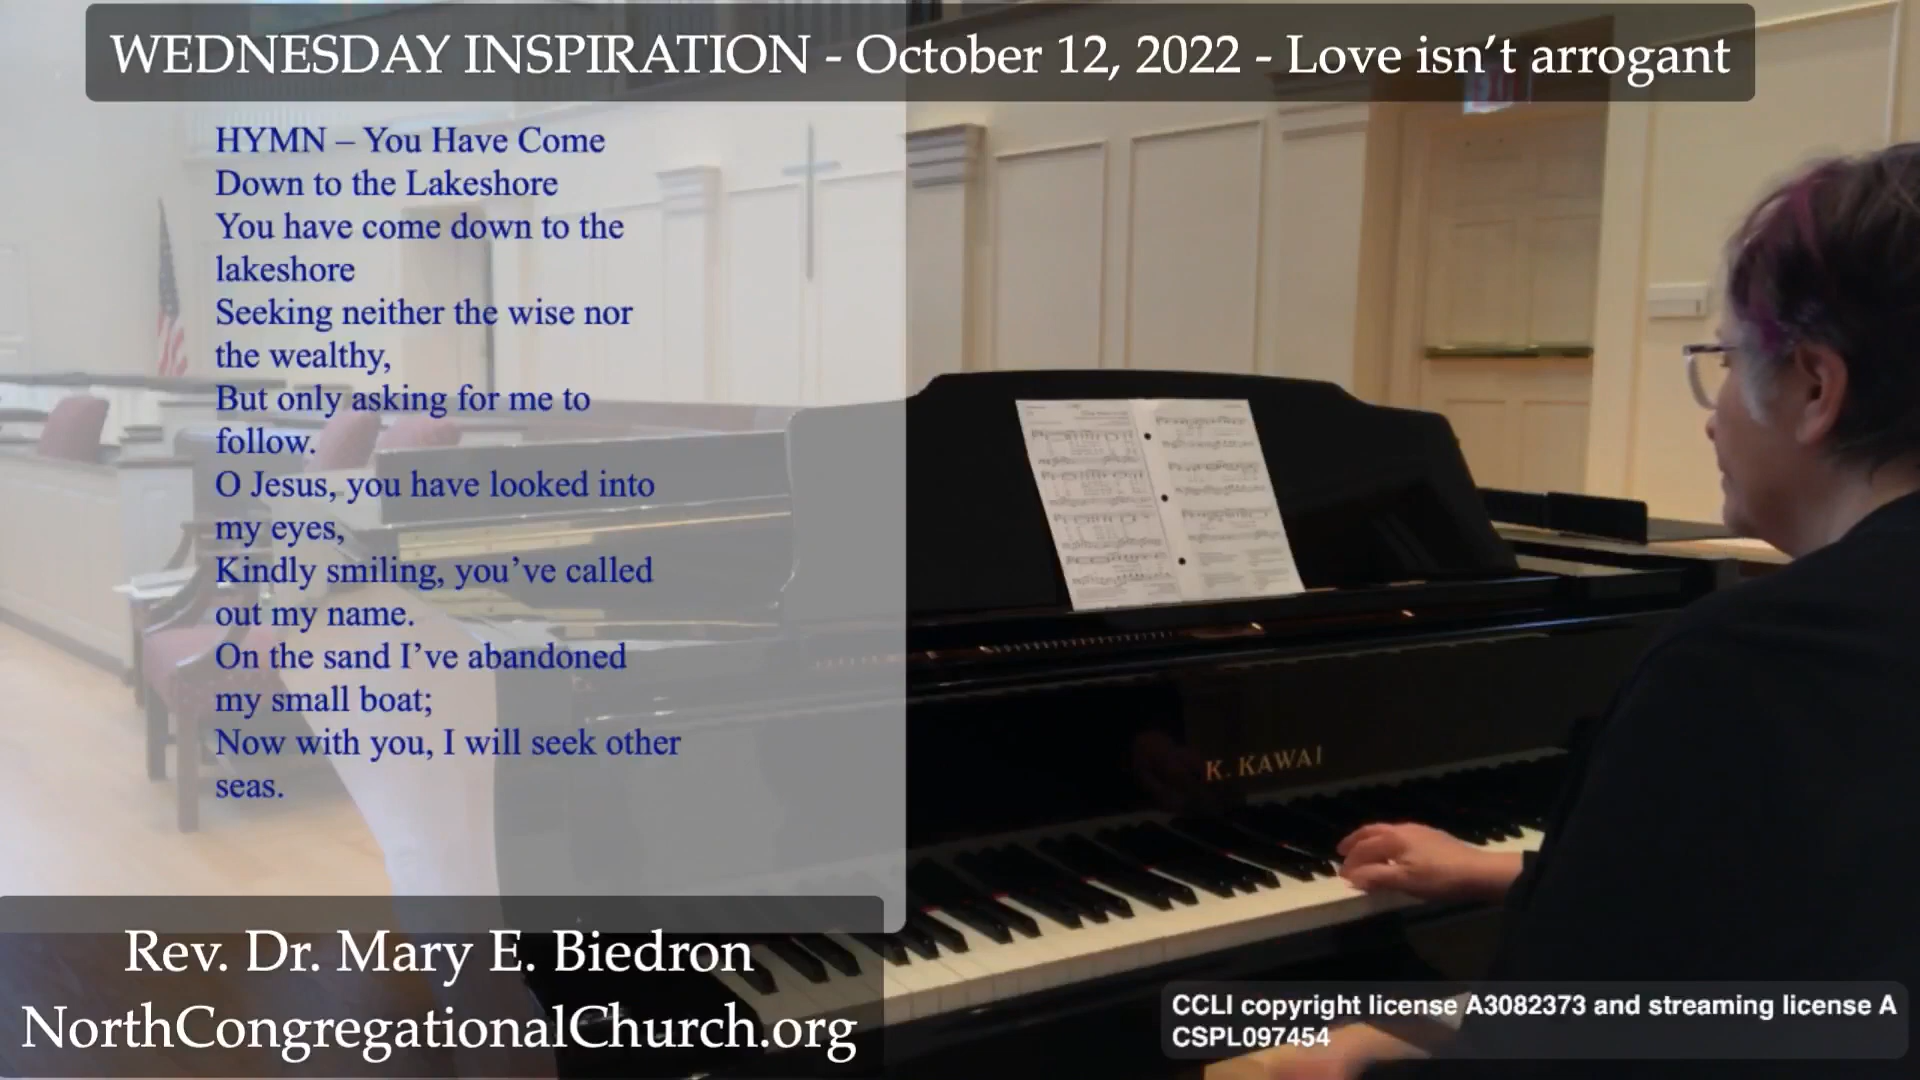 WEDNESDAY INSPIRATION - October 12, 2022 - Love isn’t arrogant
HYMN – You Have Come
Down to the Lakeshore
You have come down to the
lakeshore
Seeking neither the wise nor
the wealthy,
But only asking for me to
follow.
O Jesus, you have looked into
my eyes,
Kindly smiling, you’ve called
out my name.
On the sand I’ve abandoned
my small boat;
Now with you, I will seek other
seas.
EXIT
K. KAWAI
Rev. Dr. Mary E. Biedron
NorthCongregationalChurch.org
CCLI copyright license A3082373 and streaming license A
CSPL097454